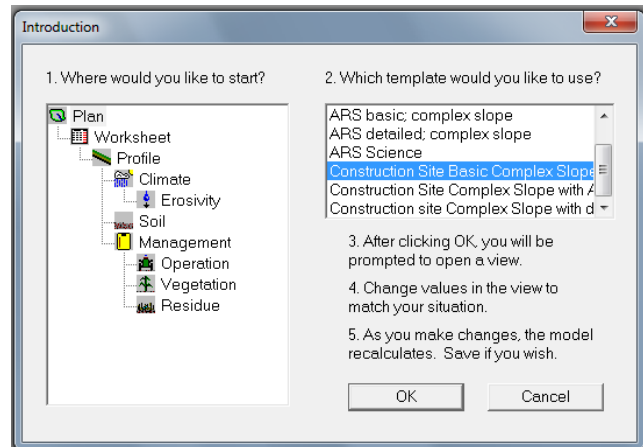 Introduction
1. Where would you like to start?
Plan
Worksheet
Profile
Climate
Erosivity
Soil
Management
Operation
Vegetation
Residue
2. Which template would you like to use?
ARS basic; complex slope
ARS detailed; complex slope
ARS Science
Construction Site Basic Complex Slope
Construction Site Complex Slope with A
Construction site Complex Slope with d
3. After clicking OK, you will be
prompted to open a view.
4. Change values in the view to
match your situation.
5. As you make changes, the model
recalculates. Save if you wish.
OK
Cancel